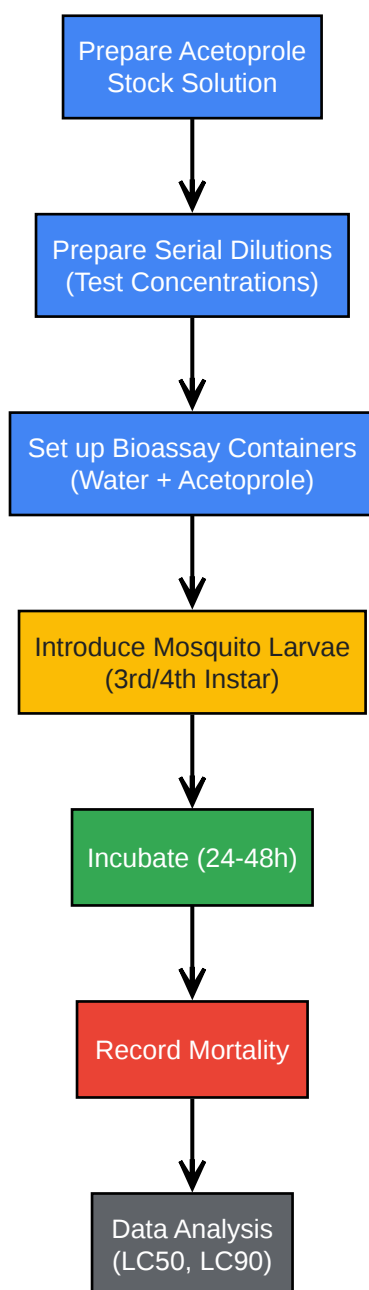 Prepare Acetoprole
Stock Solution
Prepare Serial Dilutions
(Test Concentrations)
Set up Bioassay Containers
(Water + Acetoprole)
Introduce Mosquito Larvae
(3rd/4th Instar)
Incubate (24-48h)
Record Mortality
Data Analysis
(LC50, LC90)